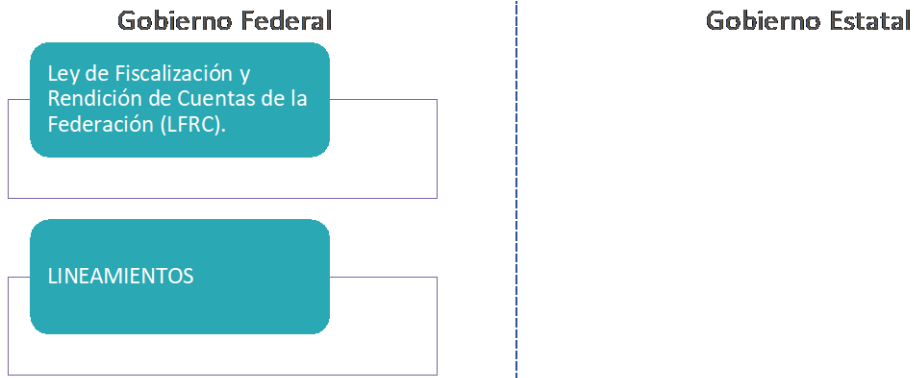 Gobierno Federal
Gobierno Estatal
Ley de Fiscalización y
Rendición de Cuentas de la
Federación (LFRC).
LINEAMIENTOS